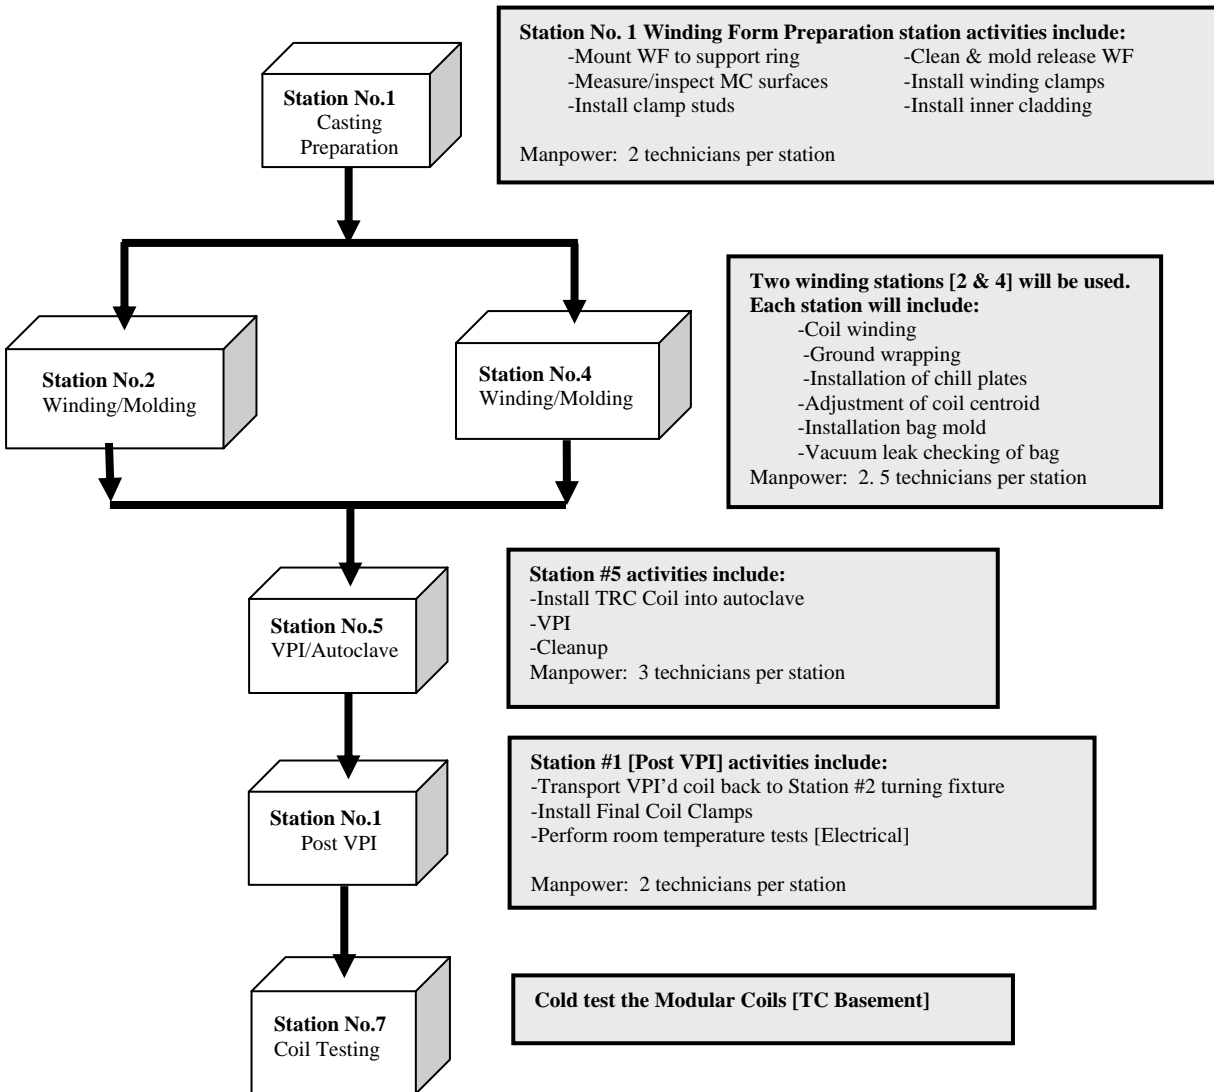 Station No. 1 Winding Form Preparation station activities include:
-Mount WF to support ring -Clean & mold release WF
-Measure/inspect MC surfaces -Install winding clamps
-Install clamp studs -Install inner cladding
Manpower: 2 technicians per station
Station No.1
Casting
Preparation
Two winding stations [2 & 4] will be used.
Each station will include:
-Coil winding
-Ground wrapping
-Installation of chill plates
-Adjustment of coil centroid
-Installation bag mold
-Vacuum leak checking of bag
Manpower: 2. 5 technicians per station
Station No.2
Winding/Molding
Station No.4
Winding/Molding
Station #5 activities include:
-Install TRC Coil into autoclave
-VPI
-Cleanup
Manpower: 3 technicians per station
Station No.5
VPI/Autoclave
Station #1 [Post VPI] activities include:
-Transport VPI’d coil back to Station #2 turning fixture
-Install Final Coil Clamps
-Perform room temperature tests [Electrical]
Manpower: 2 technicians per station
Station No.1
Post VPI
Cold test the Modular Coils [TC Basement]
Station No.7
Coil Testing